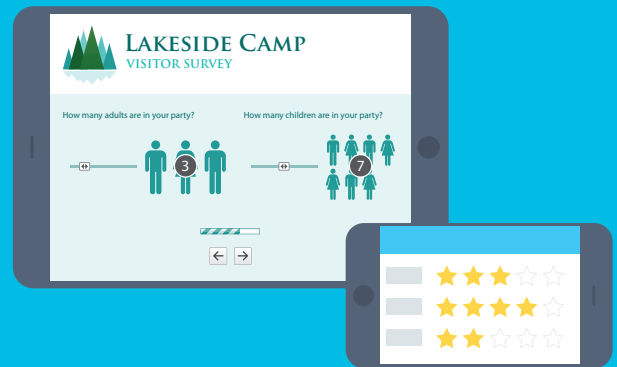 LAKESIDE CAMP
VISITOR SURVEY
How many adults are in your party?
How many children are in your party?
3
7